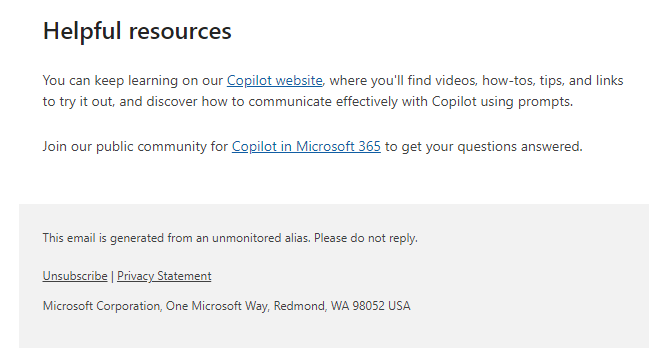 Helpful resources
You can keep learning on our Copilot website, where you'll find videos, how-tos, tips, and links
to try it out, and discover how to communicate effectively with Copilot using prompts.
Join our public community for Copilot in Microsoft 365 to get your questions answered.
This email is generated from an unmonitored alias. Please do not reply.
Unsubscribe | Privacy Statement
Microsoft Corporation, One Microsoft Way, Redmond, WA 98052 USA